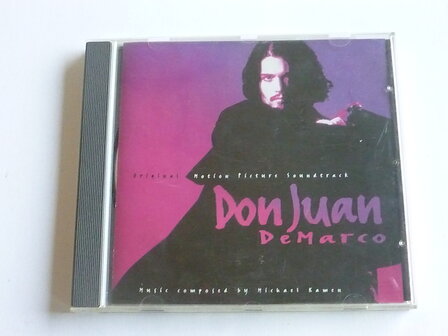 Original Motion Picture Soundtrack
Don Juan
DeMarco
Music composed by Michael Kamen